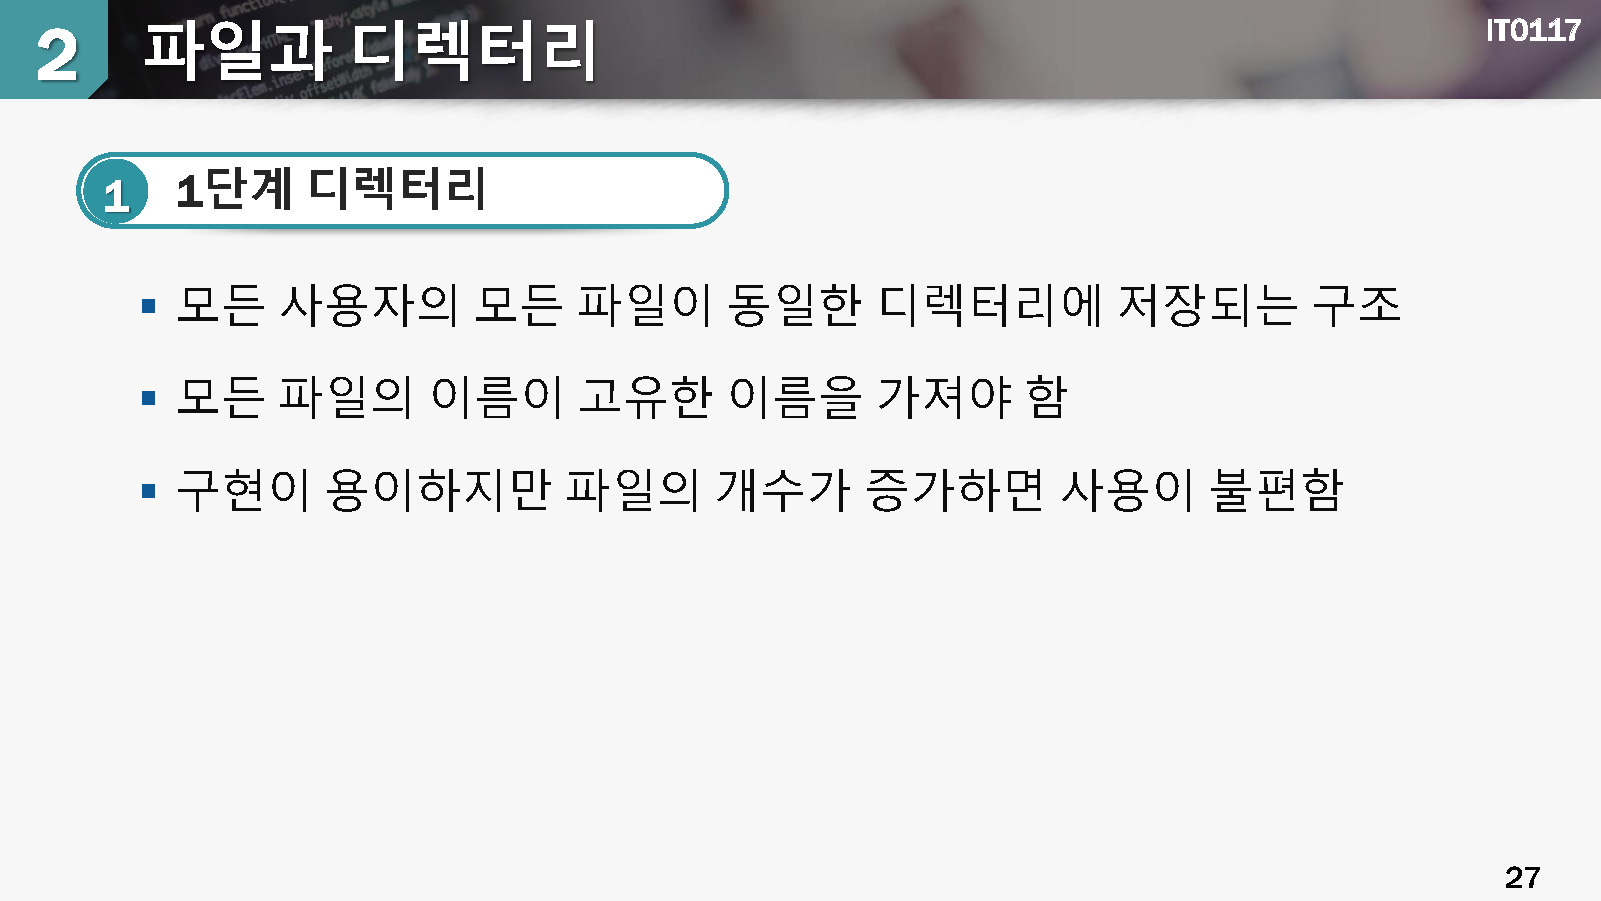 2 파일과 디렉터리
IT0117
1 1단계 디렉터리
▪ 모든 사용자의 모든 파일이 동일한 디렉터리에 저장되는 구조
▪ 모든 파일의 이름이 고유한 이름을 가져야 함
▪ 구현이 용이하지만 파일의 개수가 증가하면 사용이 불편함
27